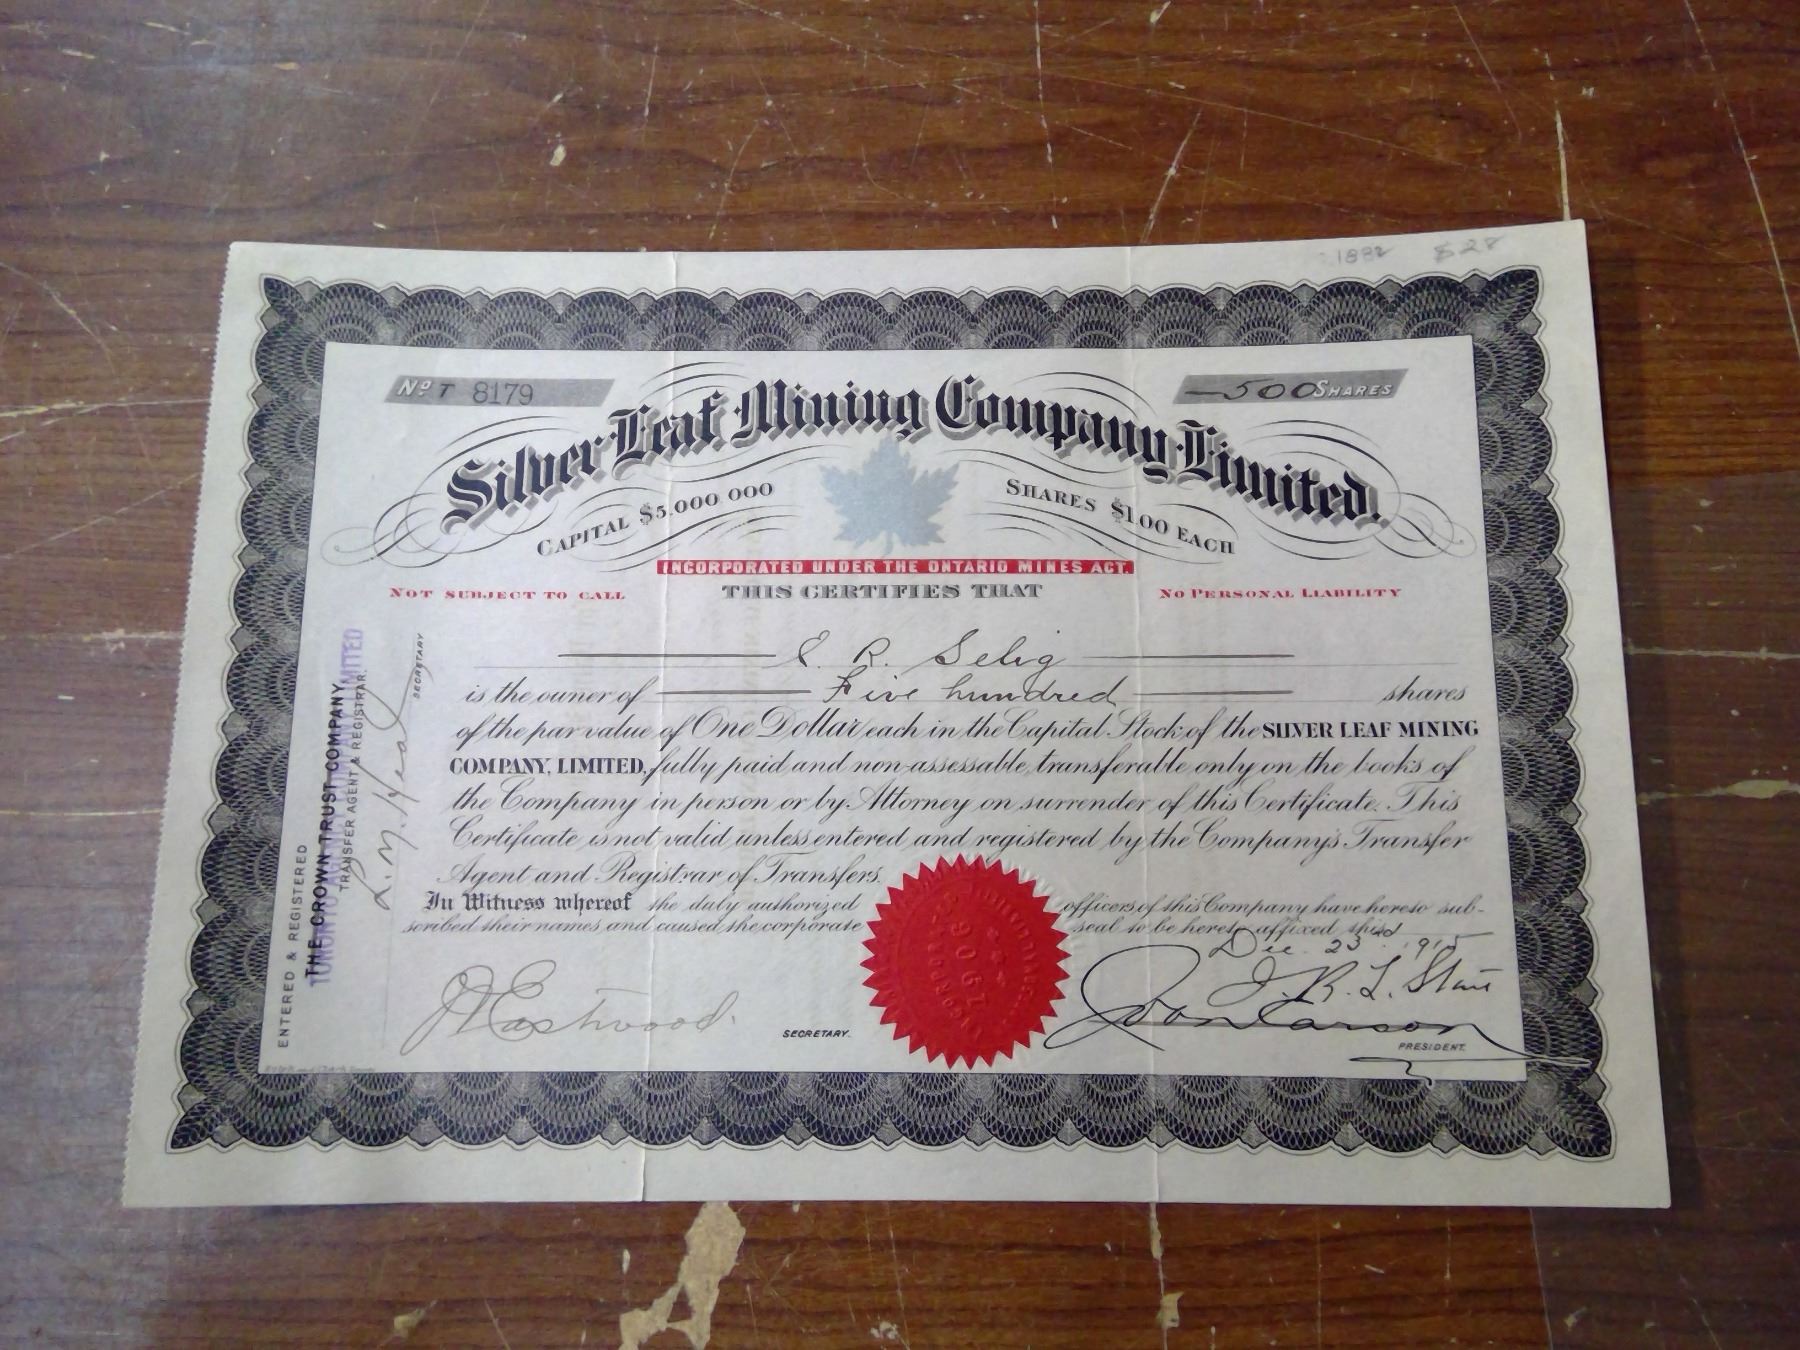 1882 $28
No T 8179
—500 SHARES
Silver Leaf Mining Company, Limited.
CAPITAL $5.000.000
SHARES $1.00 EACH
INCORPORATED UNDER THE ONTARIO MINES ACT.
NOT SUBJECT TO CALL
THIS CERTIFIES THAT
NO PERSONAL LIABILITY
E. R. Selig
is the owner of Five hundred shares
of the par value of One Dollar each in the Capital Stock of the SILVER LEAF MINING
COMPANY, LIMITED, fully paid and non-assessable, transferable only on the books of
the Company in person or by Attorney on surrender of this Certificate. This
Certificate is not valid unless entered and registered by the Company's Transfer
Agent and Registrar of Transfers.
In Witness whereof the duly authorized officers of this Company have hereto sub-
scribed their names and caused the corporate seal to be hereto affixed this
Dec. 23rd 1915
J W Eastwood.
SECRETARY.
PRESIDENT.
1906
ENTERED & REGISTERED
THE CROWN TRUST COMPANY
TRANSFER AGENT & REGISTRAR.
SECRETARY